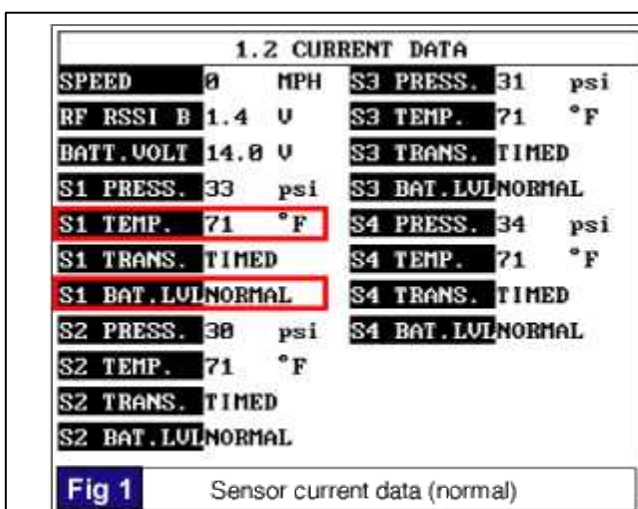 1.2 CURRENT DATA
SPEED 0 MPH
RF RSSI B 1.4 V
BATT.VOLT 14.0 V
S1 PRESS. 33 psi
S1 TEMP. 71 °F
S1 TRANS. TIMED
S1 BAT.LVL NORMAL
S2 PRESS. 30 psi
S2 TEMP. 71 °F
S2 TRANS. TIMED
S2 BAT.LVL NORMAL
S3 PRESS. 31 psi
S3 TEMP. 71 °F
S3 TRANS. TIMED
S3 BAT.LVL NORMAL
S4 PRESS. 34 psi
S4 TEMP. 71 °F
S4 TRANS. TIMED
S4 BAT.LVL NORMAL
Fig 1 Sensor current data (normal)